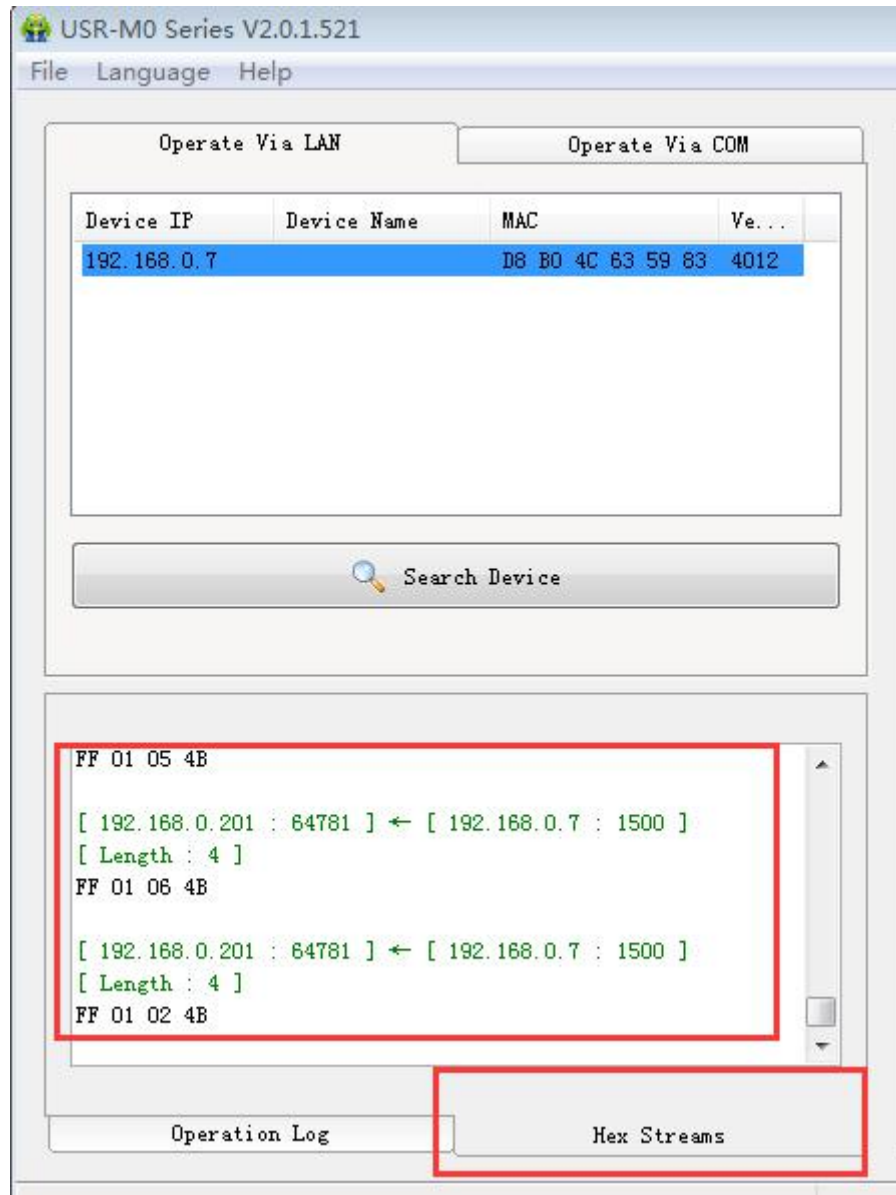 USR-M0 Series V2.0.1.521
File Language Help
Operate Via LAN Operate Via COM
Device IP Device Name MAC Ve...
192.168.0.7 D8 B0 4C 63 59 83 4012
Search Device
FF 01 05 4B
[ 192.168.0.201 : 64781 ] ← [ 192.168.0.7 : 1500 ]
[ Length : 4 ]
FF 01 06 4B
[ 192.168.0.201 : 64781 ] ← [ 192.168.0.7 : 1500 ]
[ Length : 4 ]
FF 01 02 4B
Operation Log Hex Streams